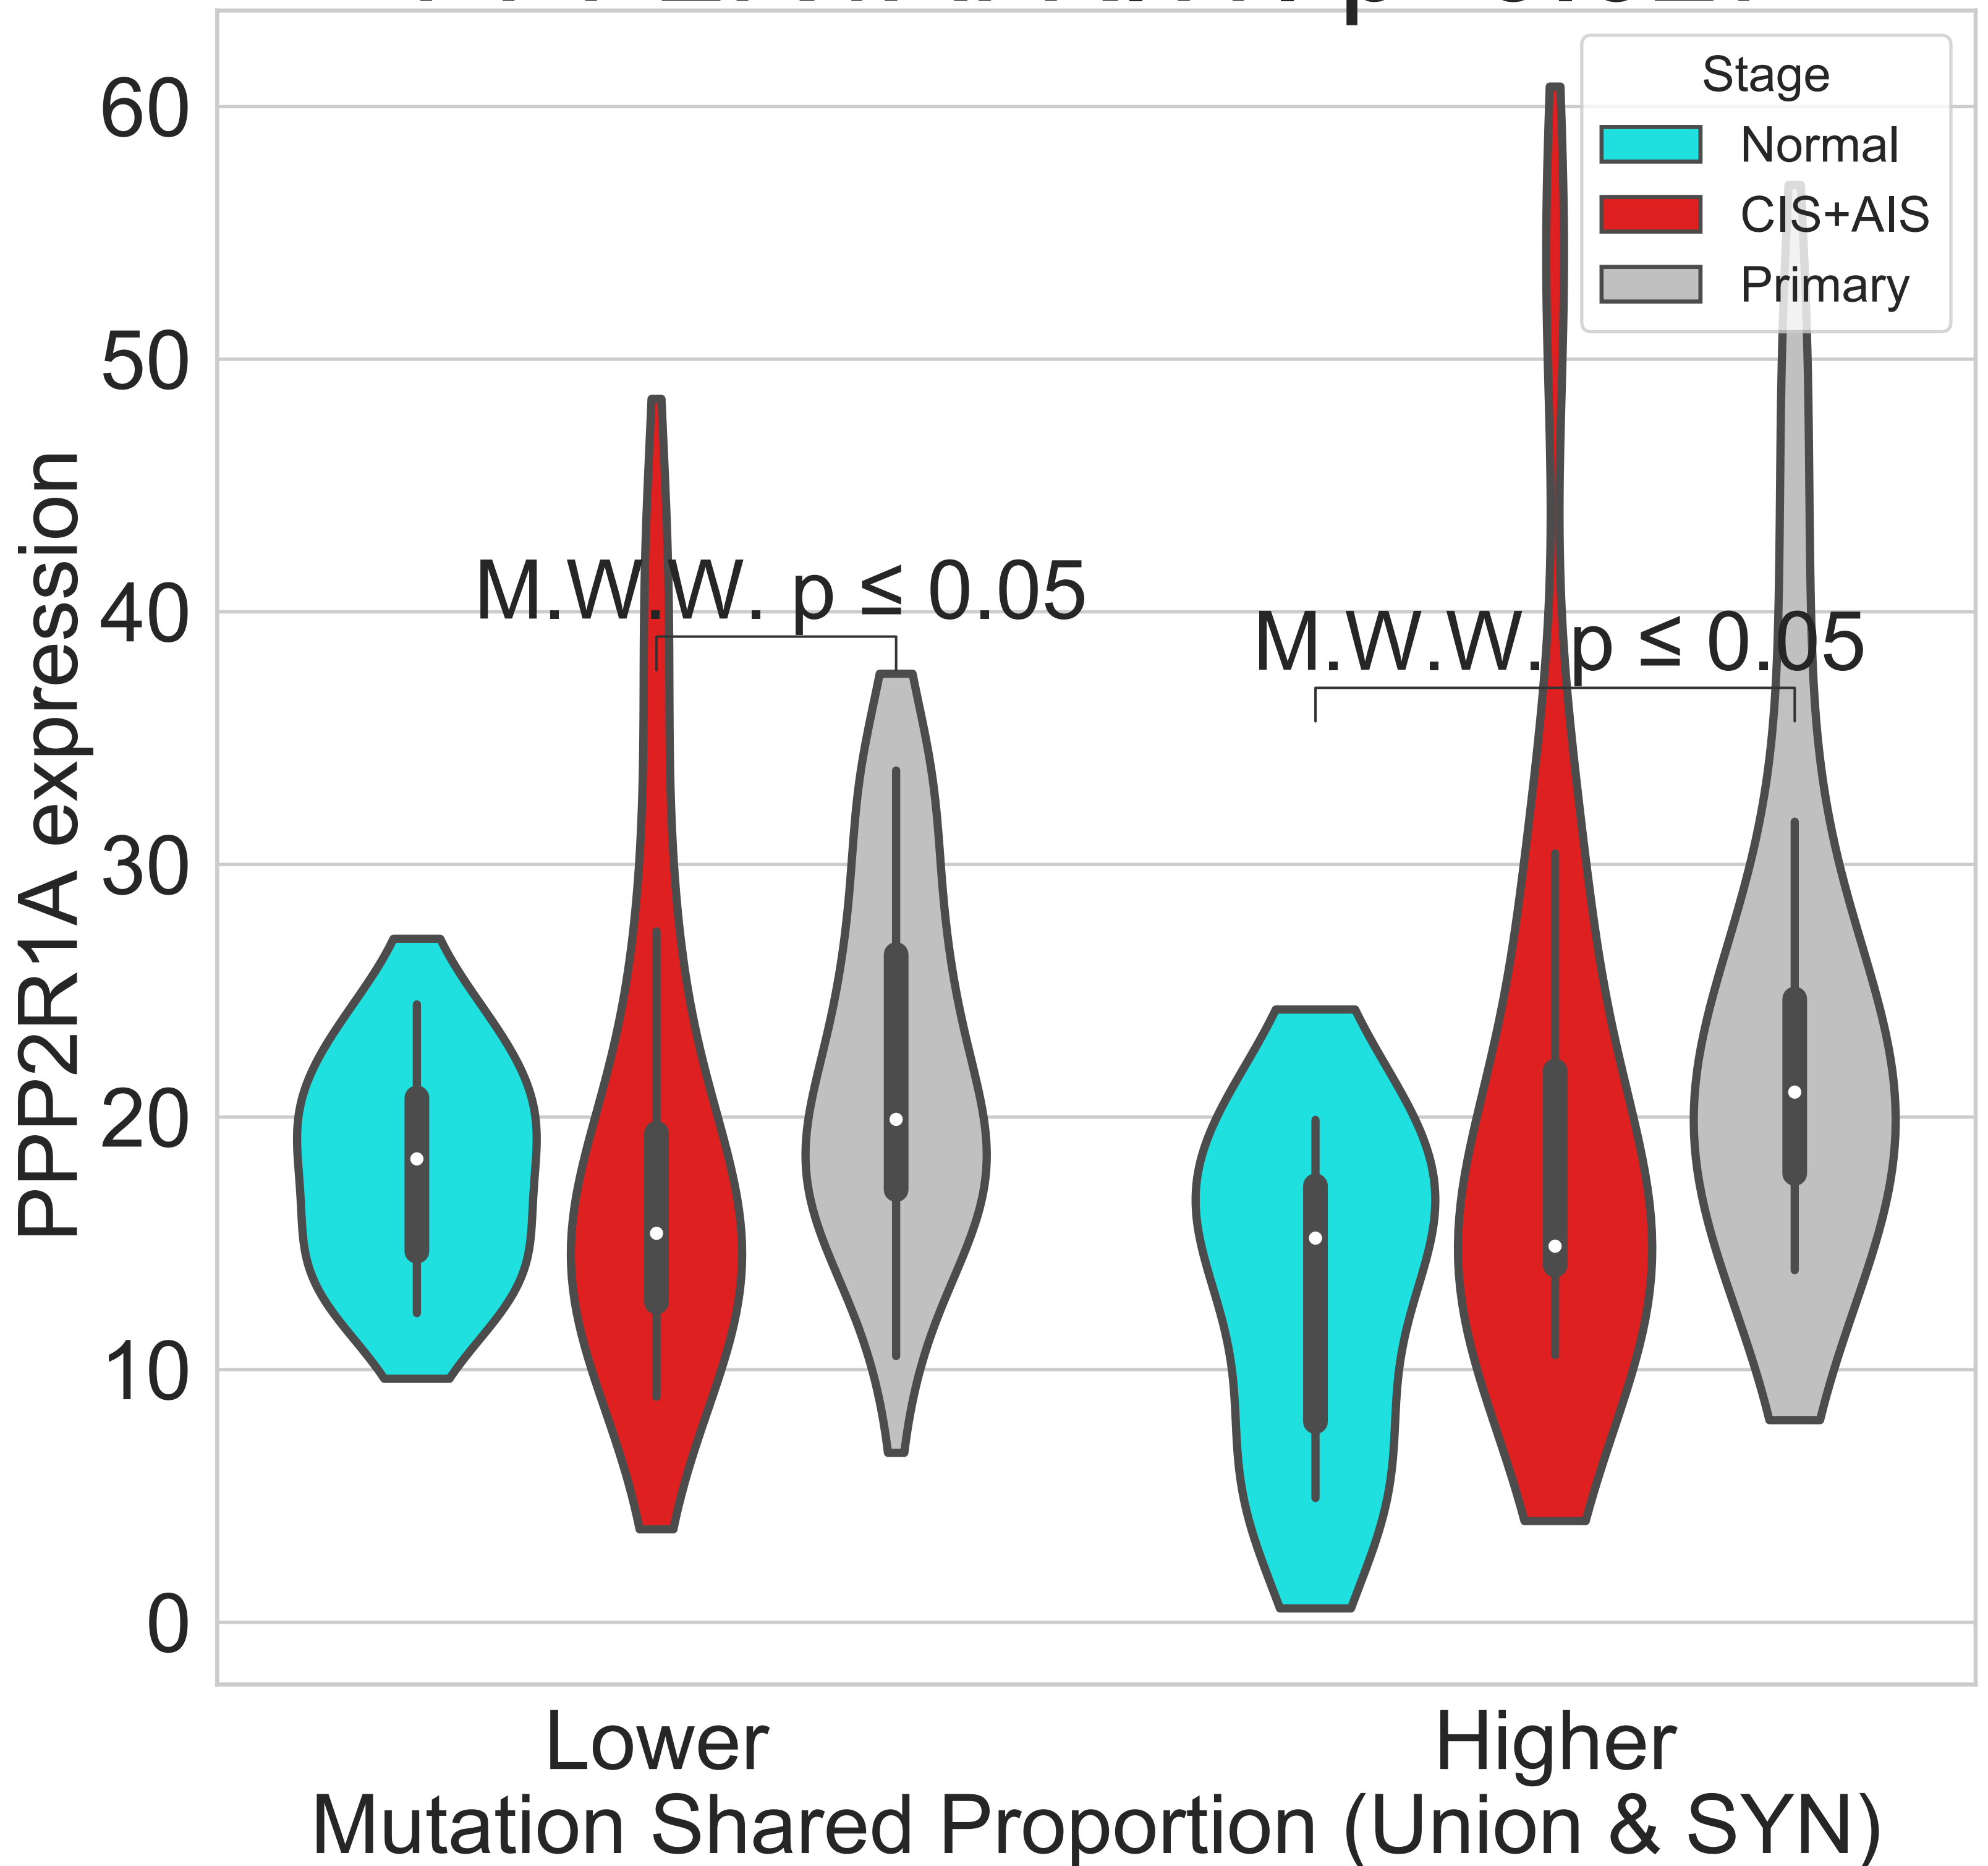 Stage
Normal
CIS+AIS
Primary
60
50
40
30
20
10
0
PPP2R1A expression
M.W.W. p ≤ 0.05
M.W.W. p ≤ 0.05
Lower
Higher
Mutation Shared Proportion (Union & SYN)